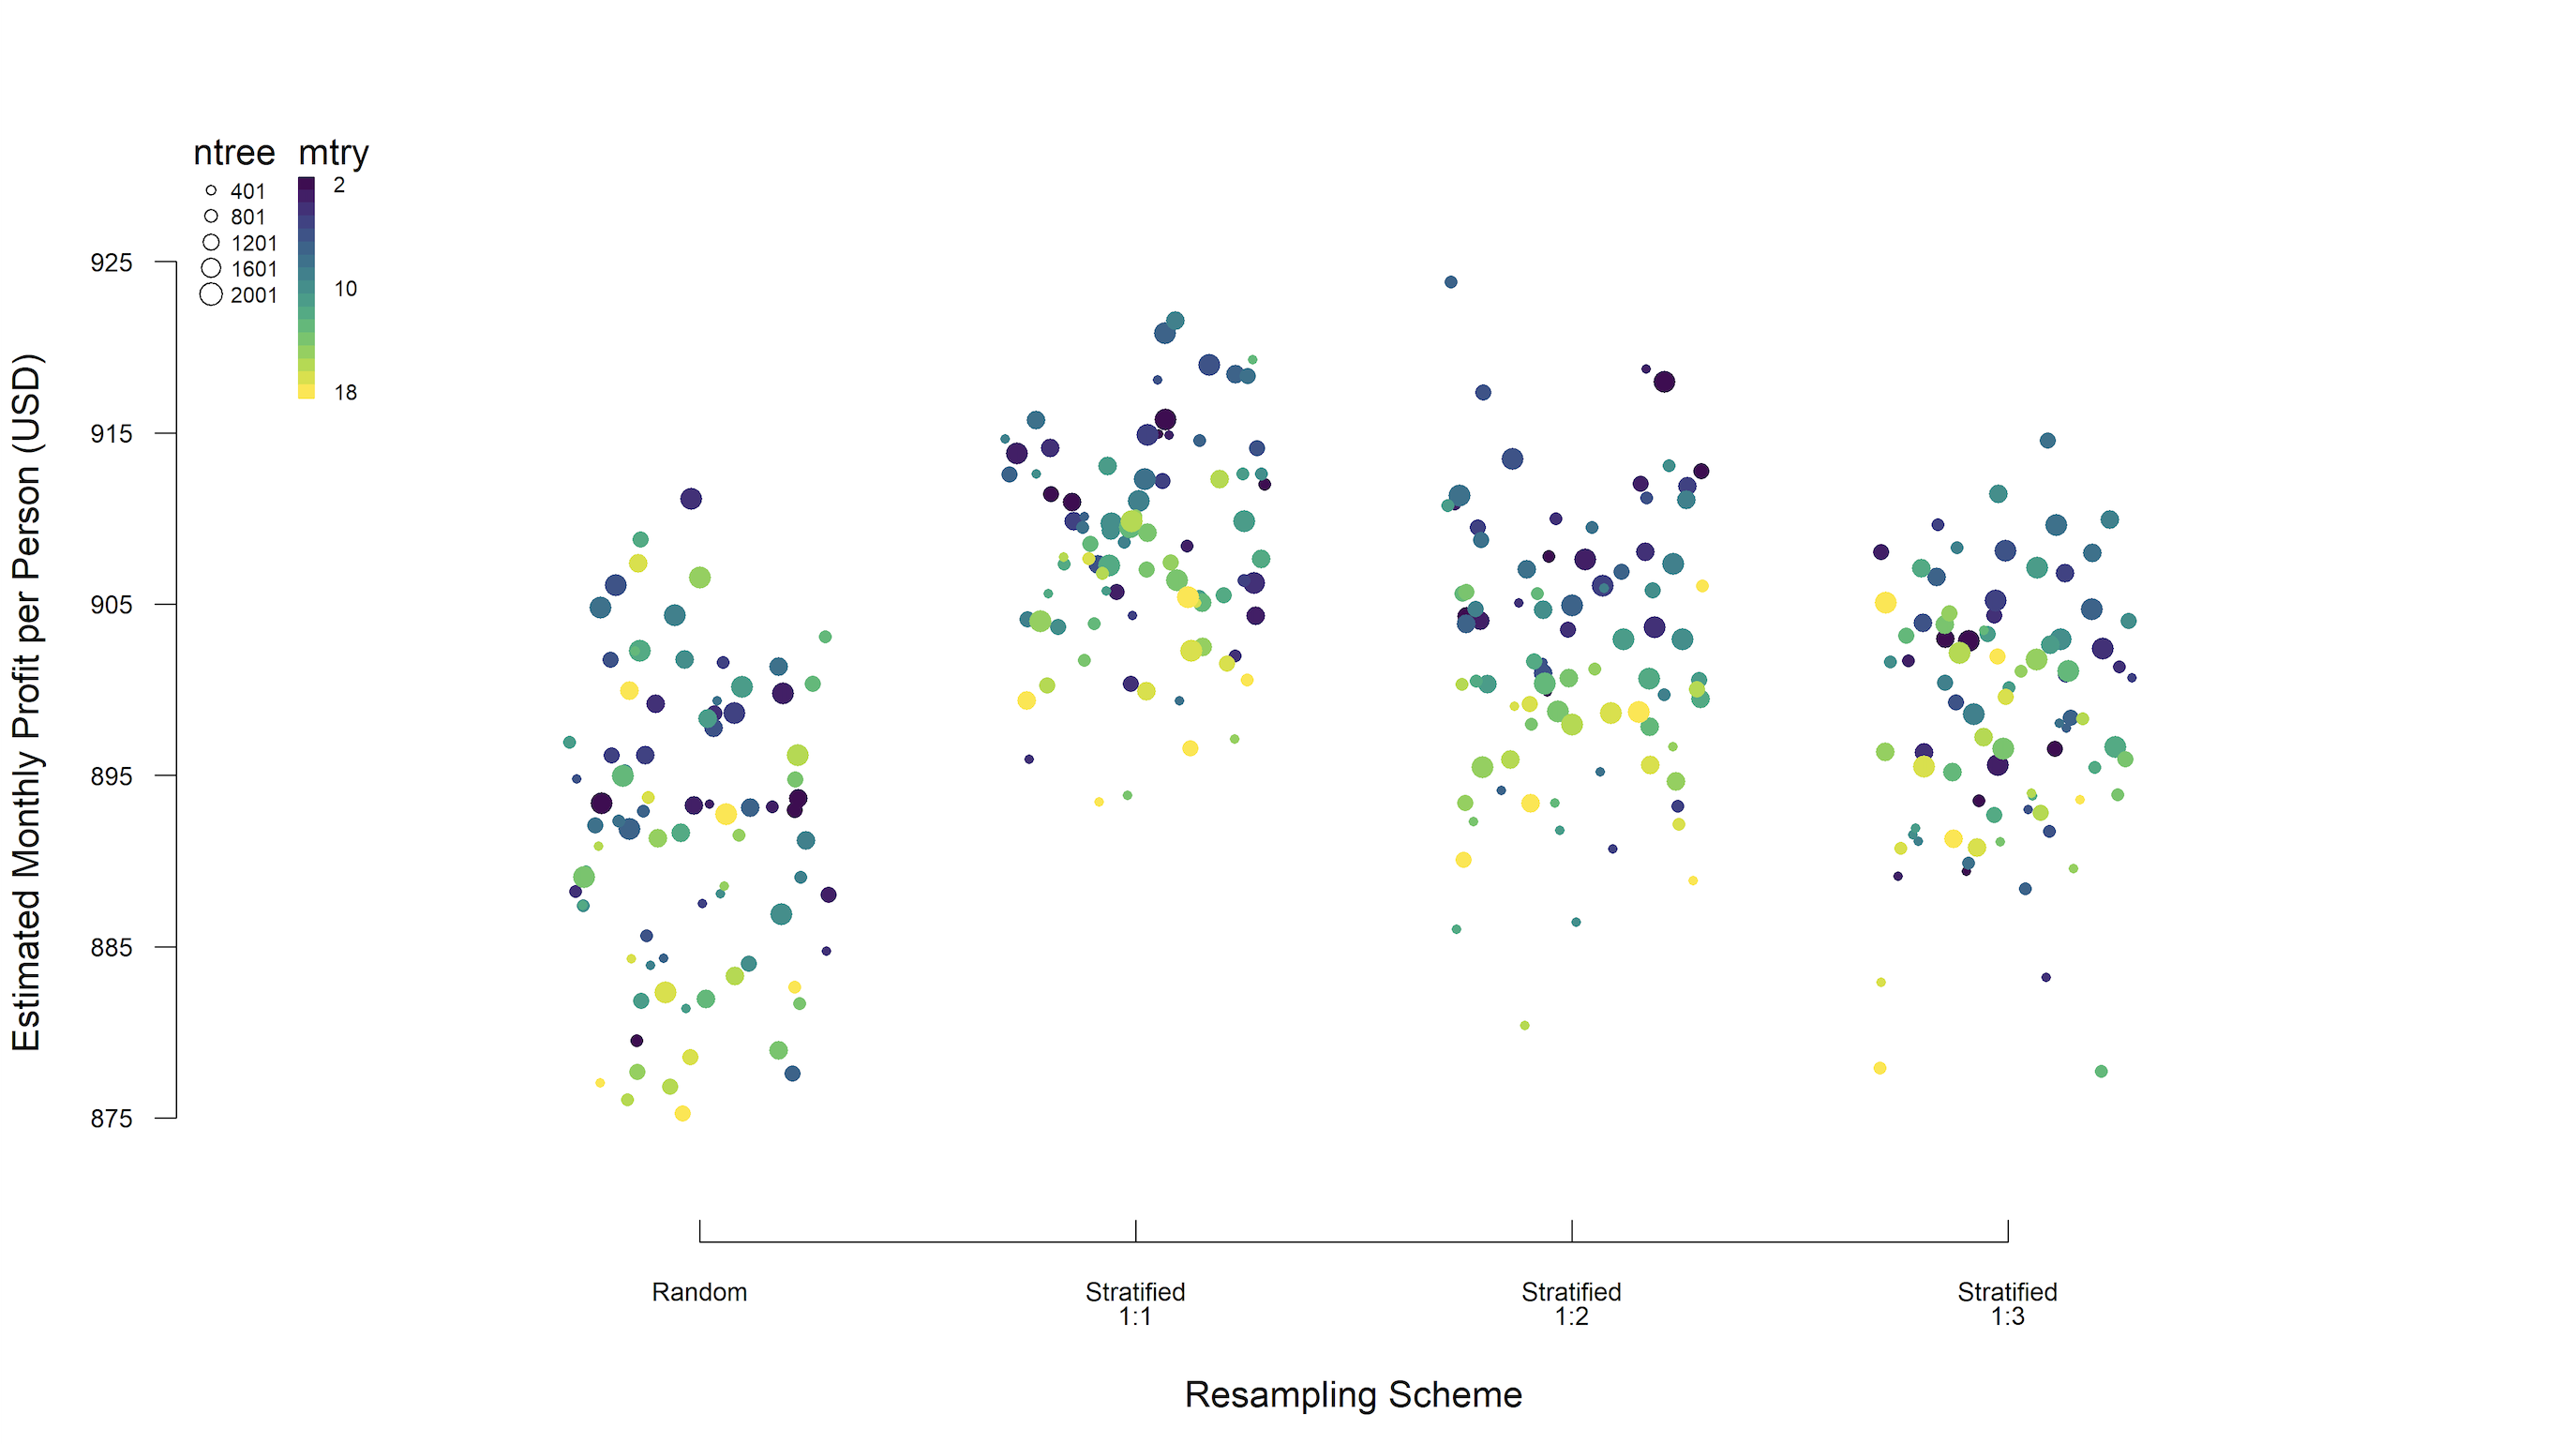 ntree mtry
401
801
1201
1601
2001
2
10
18
Estimated Monthly Profit per Person (USD)
925
915
905
895
885
875
Random
Stratified
1:1
Stratified
1:2
Stratified
1:3
Resampling Scheme